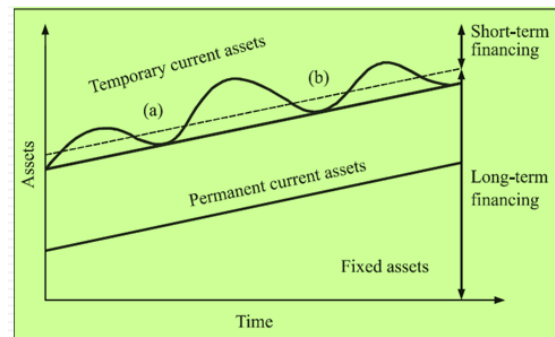 Short-term
financing
Temporary current assets
(a)
(b)
Assets
Permanent current assets
Long-term
financing
Fixed assets
Time